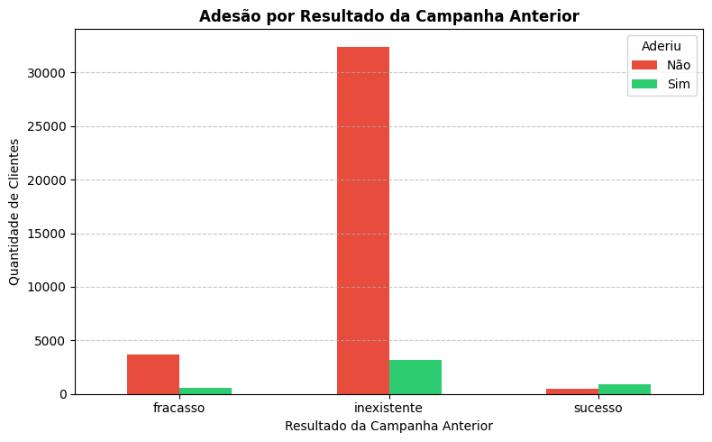 Adesão por Resultado da Campanha Anterior
Aderiu
Não
Sim
Quantidade de Clientes
30000
25000
20000
15000
10000
5000
0
fracasso
inexistente
sucesso
Resultado da Campanha Anterior